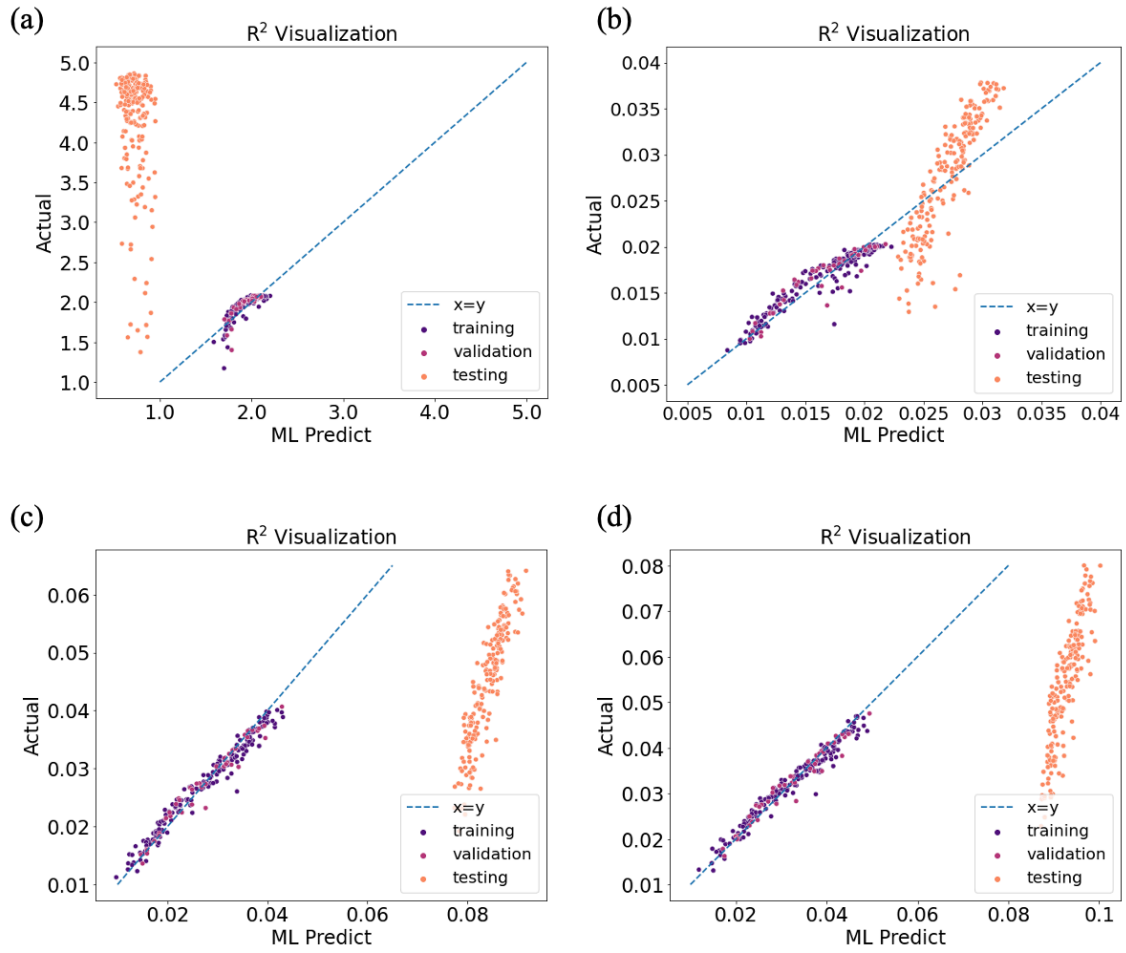 (a)
R² Visualization
5.0
4.5
4.0
3.5
3.0
2.5
2.0
1.5
1.0
Actual
x=y
training
validation
testing
1.0 2.0 3.0 4.0 5.0
ML Predict
(b)
R² Visualization
0.04
0.035
0.03
0.025
0.02
0.015
0.01
0.005
Actual
x=y
training
validation
testing
0.005 0.01 0.015 0.02 0.025 0.03 0.035 0.04
ML Predict
(c)
R² Visualization
0.06
0.05
0.04
0.03
0.02
0.01
Actual
x=y
training
validation
testing
0.02 0.04 0.06 0.08
ML Predict
(d)
R² Visualization
0.08
0.07
0.06
0.05
0.04
0.03
0.02
0.01
Actual
x=y
training
validation
testing
0.02 0.04 0.06 0.08 0.1
ML Predict